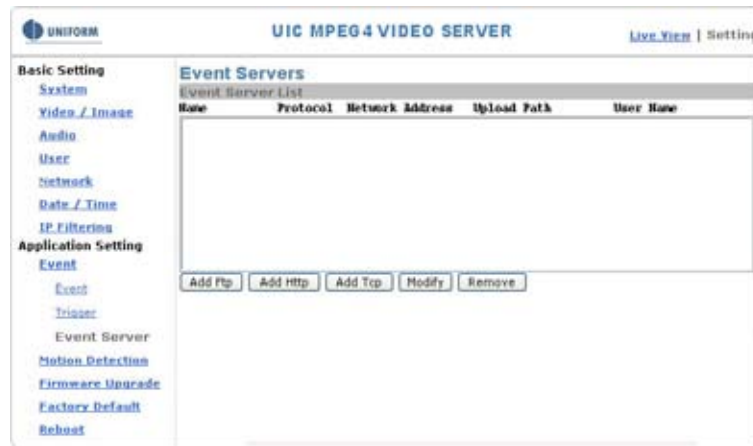 UNIFORM
UIC MPEG4 VIDEO SERVER
Live View | Setting
Basic Setting
System
Video / Image
Audio
User
Network
Date / Time
IP Filtering
Application Setting
Event
Event
Trigger
Event Server
Motion Detection
Firmware Upgrade
Factory Default
Reboot
Event Servers
Event Server List
Name Protocol Network Address Upload Path User Name
Add Ftp Add Http Add Tcp Modify Remove